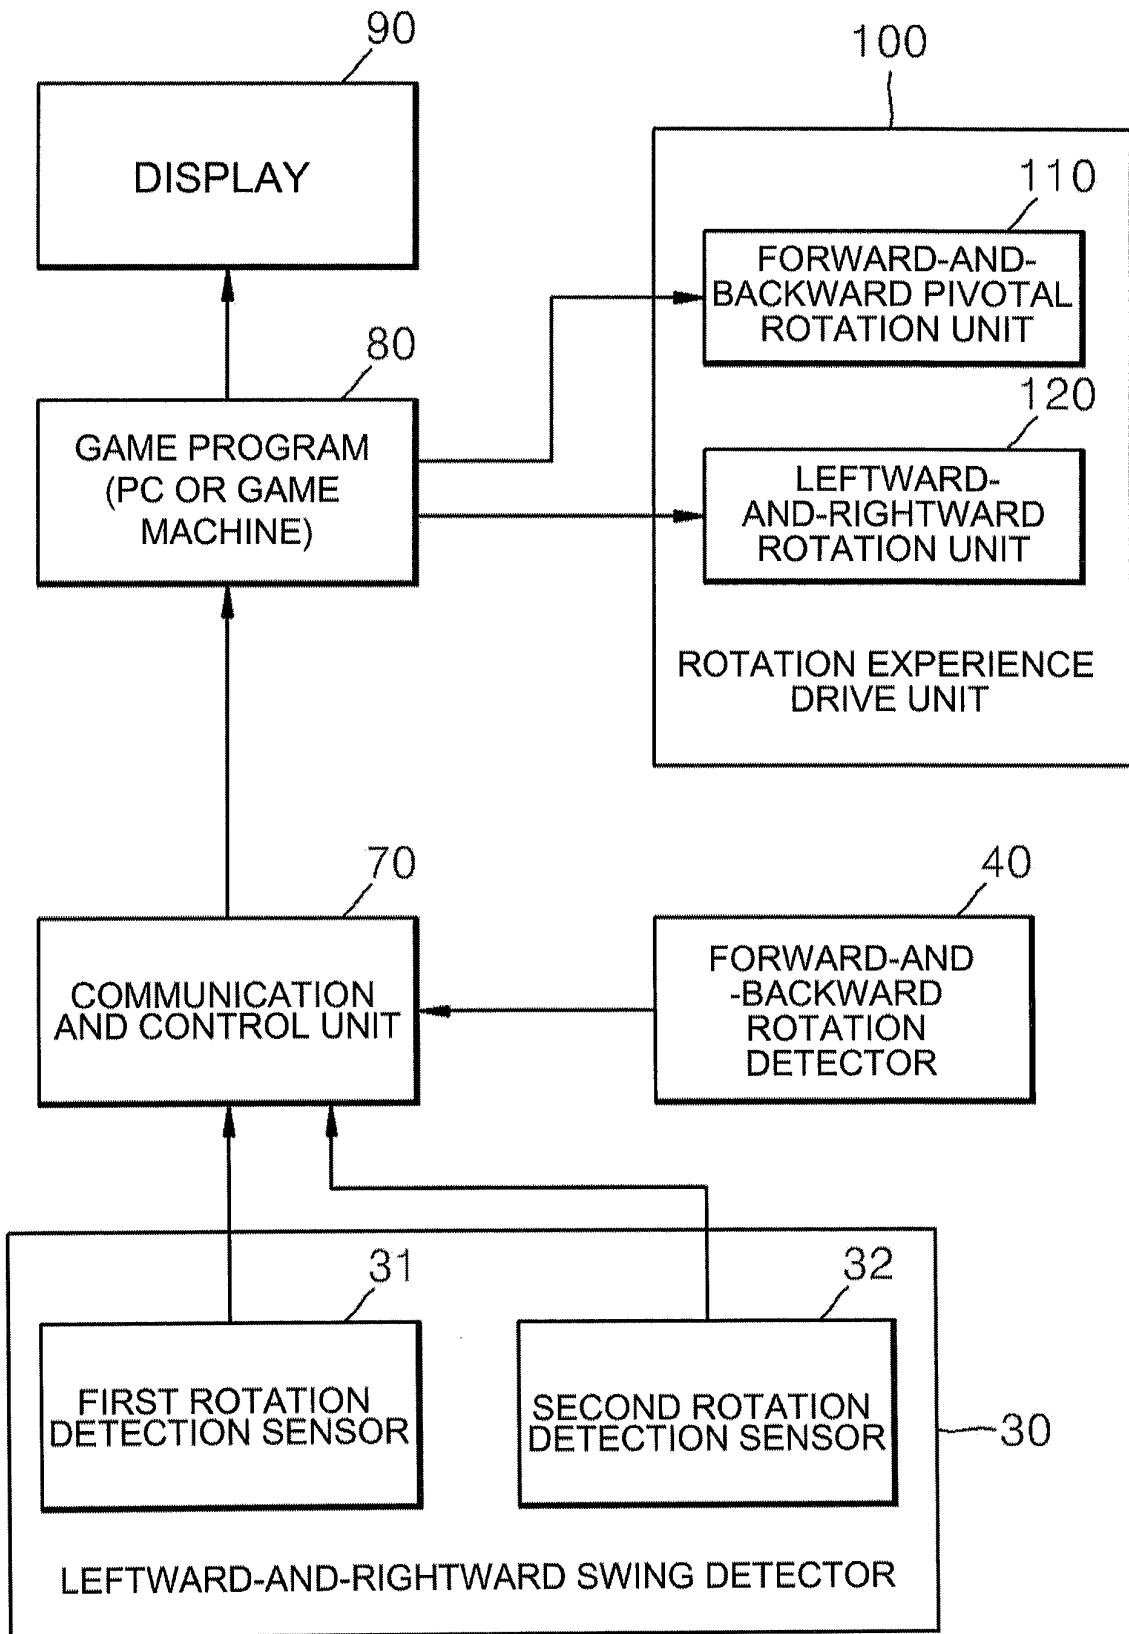 90
DISPLAY
100
110
FORWARD-AND-
BACKWARD PIVOTAL
ROTATION UNIT
80
GAME PROGRAM
(PC OR GAME
MACHINE)
120
LEFTWARD-
AND-RIGHTWARD
ROTATION UNIT
ROTATION EXPERIENCE
DRIVE UNIT
70
COMMUNICATION
AND CONTROL UNIT
40
FORWARD-AND
-BACKWARD
ROTATION
DETECTOR
31
FIRST ROTATION
DETECTION SENSOR
32
SECOND ROTATION
DETECTION SENSOR
30
LEFTWARD-AND-RIGHTWARD SWING DETECTOR